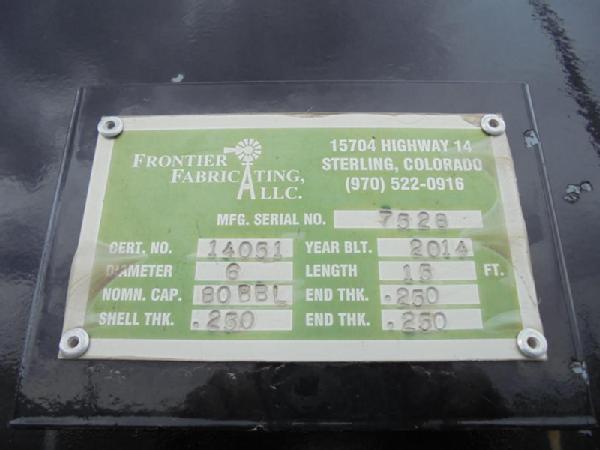 FRONTIER
FABRICATING,
LLC.
15704 HIGHWAY 14
STERLING, COLORADO
(970) 522-0916
MFG. SERIAL NO. 7528
CERT. NO. 14051 YEAR BLT. 2014
DIAMETER 6 LENGTH 15 FT.
NOMN. CAP. 80 BBL END THK. .250
SHELL THK. .250 END THK. .250